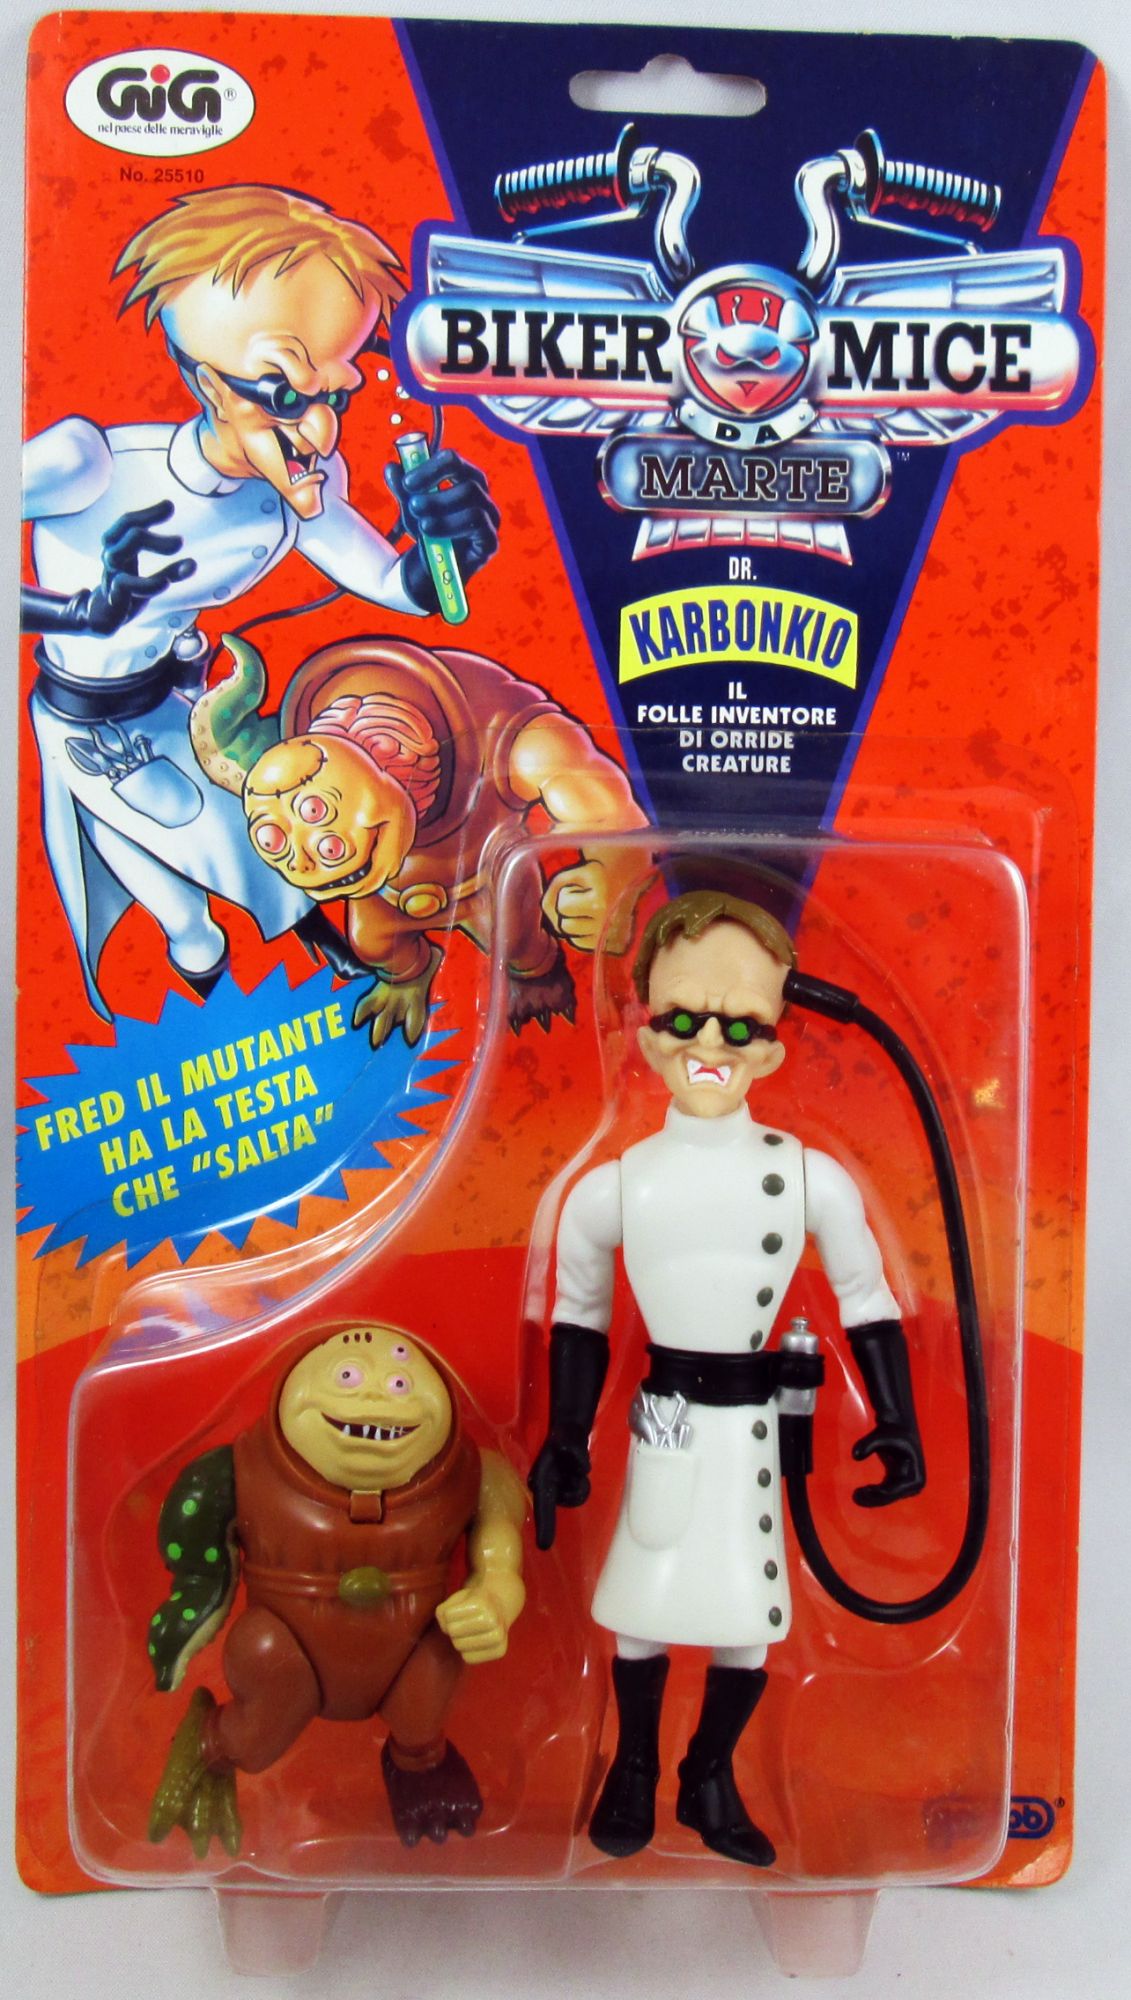 GiG®
nel paese delle meraviglie
No. 25510
BIKER MICE
DA
MARTE
™
DR.
KARBONKIO
IL
FOLLE INVENTORE
DI ORRIDE
CREATURE
FRED IL MUTANTE
HA LA TESTA
CHE "SALTA"